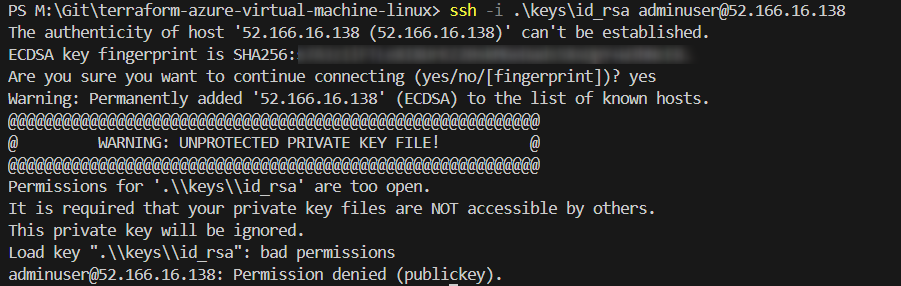 PS M:\Git\terraform-azure-virtual-machine-linux> ssh -i .\keys\id_rsa adminuser@52.166.16.138
The authenticity of host '52.166.16.138 (52.166.16.138)' can't be established.
ECDSA key fingerprint is SHA256:
Are you sure you want to continue connecting (yes/no/[fingerprint])? yes
Warning: Permanently added '52.166.16.138' (ECDSA) to the list of known hosts.
@@@@@@@@@@@@@@@@@@@@@@@@@@@@@@@@@@@@@@@@@@@@@@@@@@@@@@@@@@@
@         WARNING: UNPROTECTED PRIVATE KEY FILE!          @
@@@@@@@@@@@@@@@@@@@@@@@@@@@@@@@@@@@@@@@@@@@@@@@@@@@@@@@@@@@
Permissions for '.\\keys\\id_rsa' are too open.
It is required that your private key files are NOT accessible by others.
This private key will be ignored.
Load key ".\\keys\\id_rsa": bad permissions
adminuser@52.166.16.138: Permission denied (publickey).